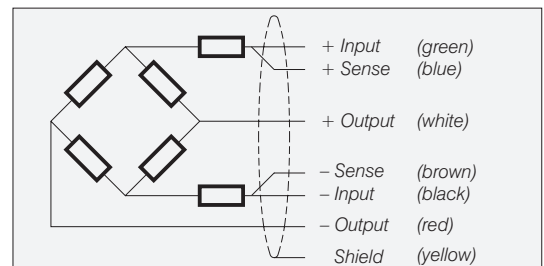 + Input (green)
+ Sense (blue)
+ Output (white)
− Sense (brown)
− Input (black)
− Output (red)
Shield (yellow)